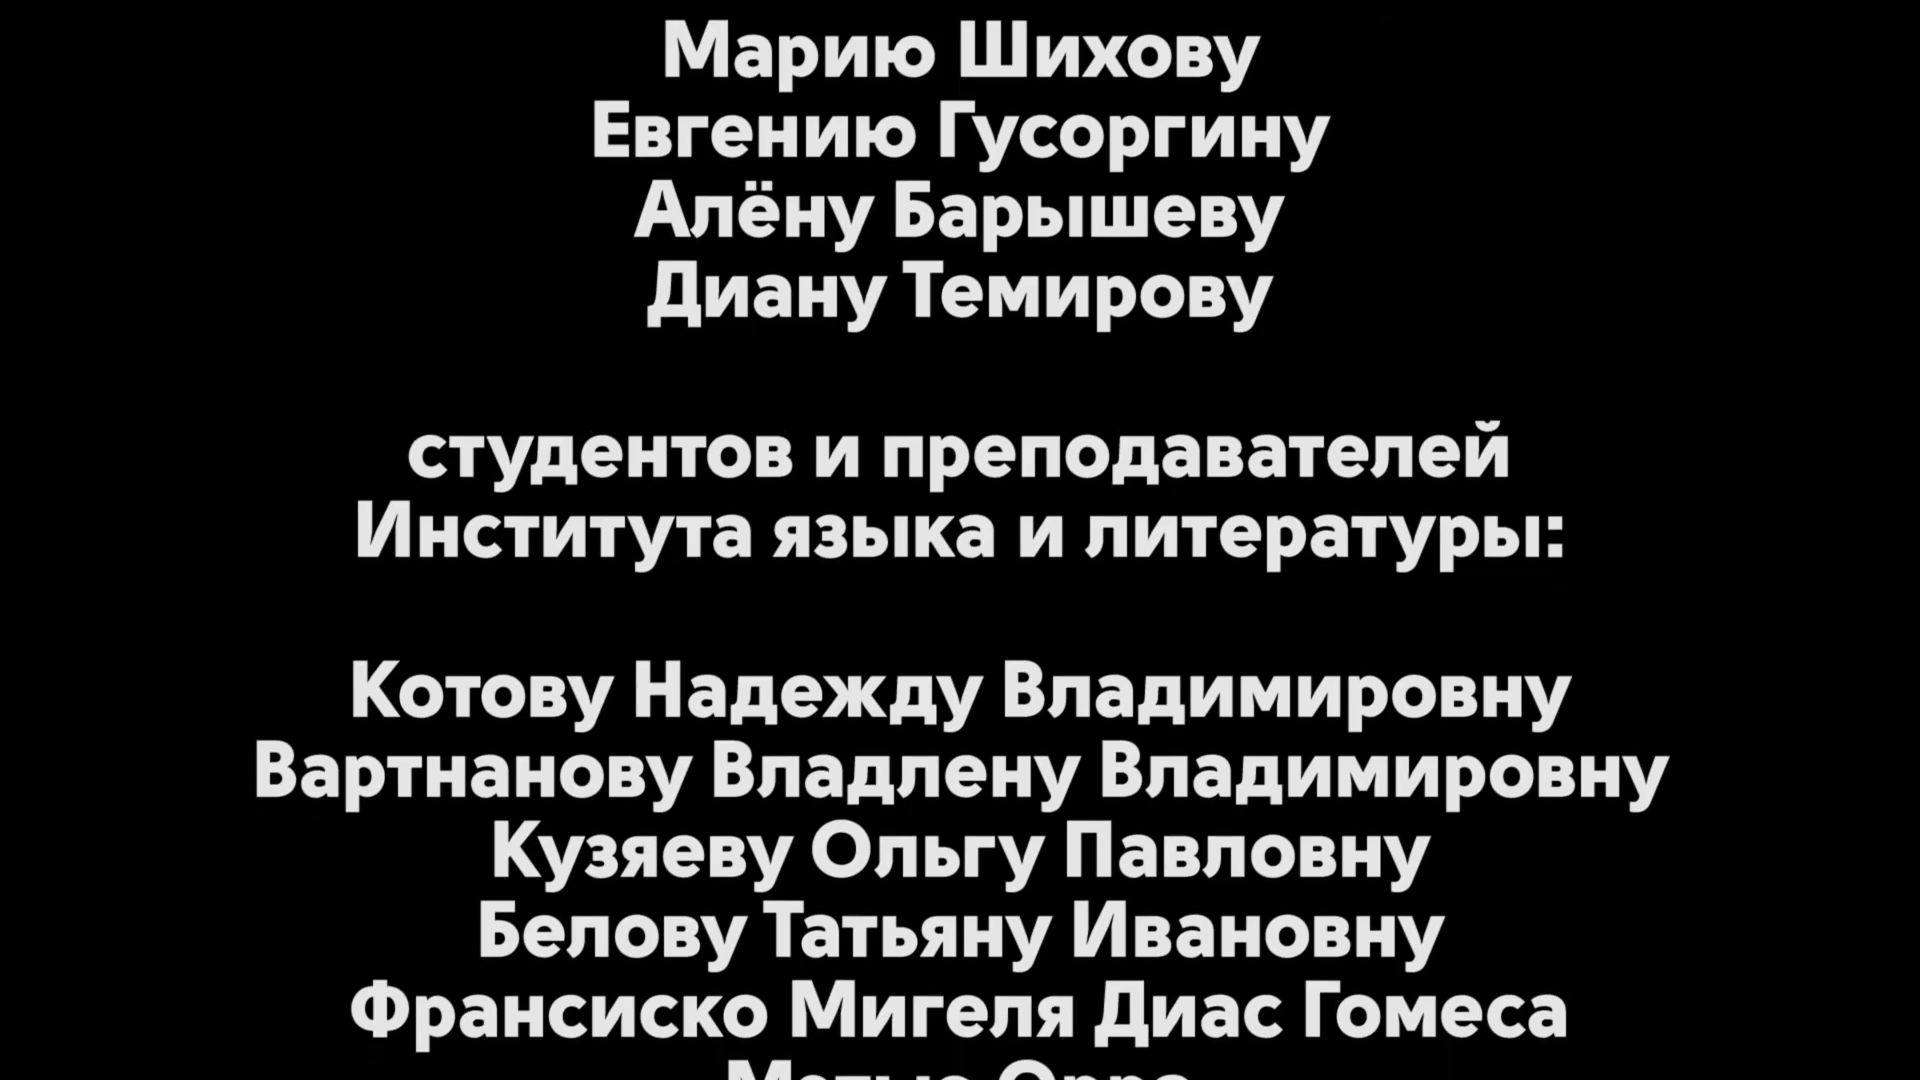 Марию Шихову
Евгению Гусоргину
Алёну Барышеву
Диану Темирову
студентов и преподавателей
Института языка и литературы:
Котову Надежду Владимировну
Вартнанову Владлену Владимировну
Кузяеву Ольгу Павловну
Белову Татьяну Ивановну
Франсиско Мигеля Диас Гомеса